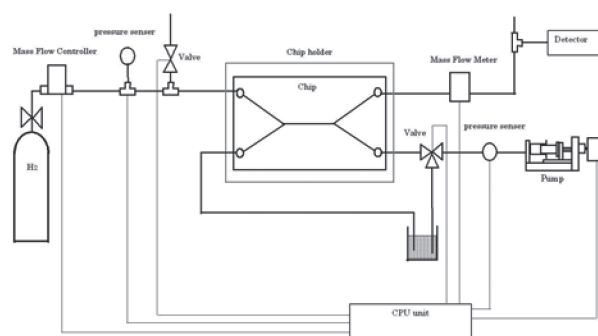 pressure senser
Mass Flow Controller
Valve
Chip holder
Chip
Mass Flow Meter
Detector
Valve
pressure senser
Pump
H2
CPU unit